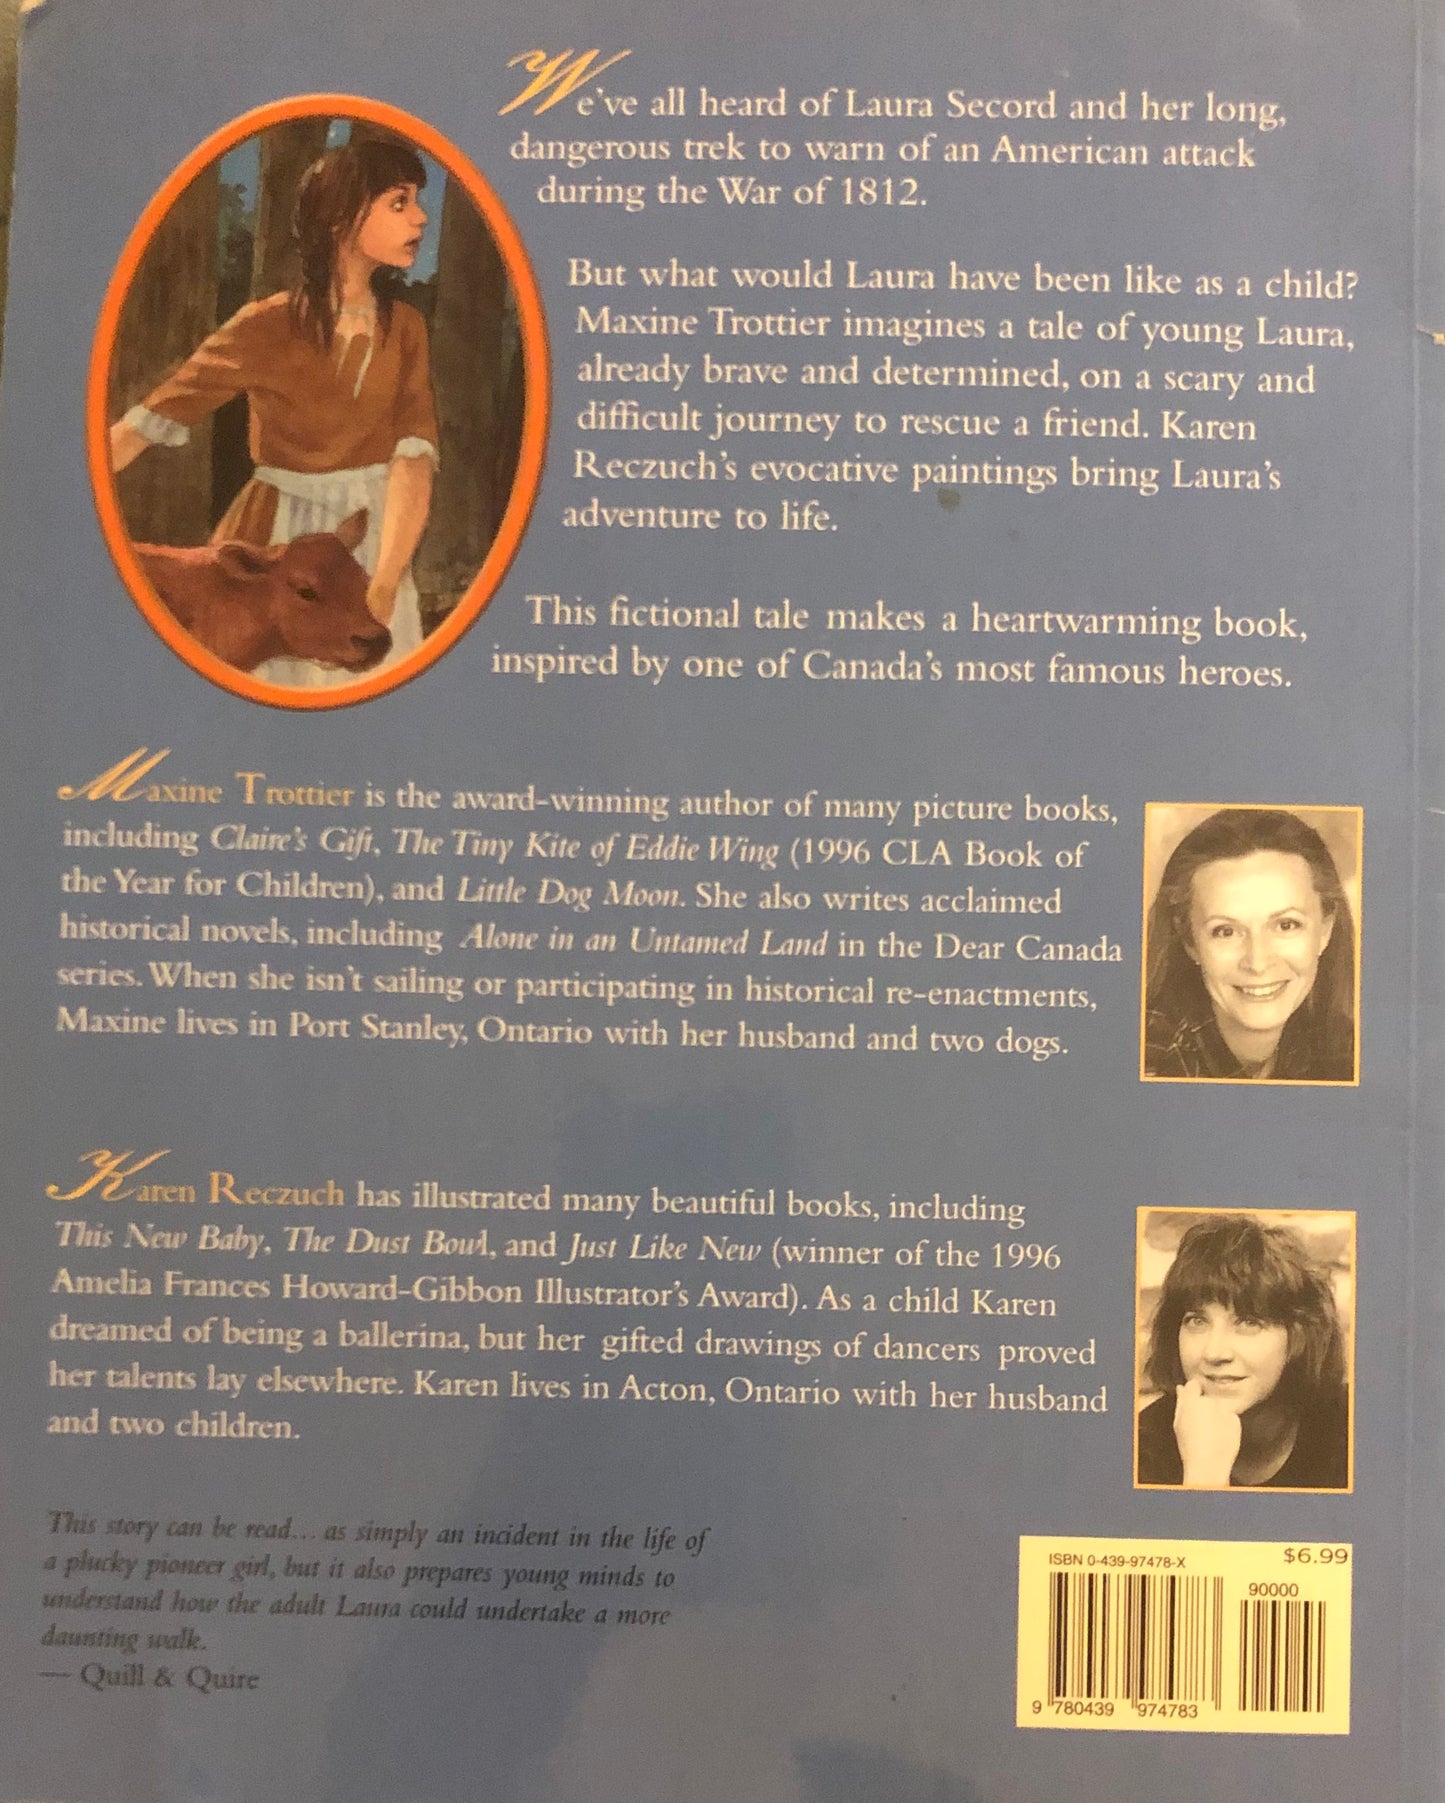 We've all heard of Laura Secord and her long,
dangerous trek to warn of an American attack
during the War of 1812.
But what would Laura have been like as a child?
Maxine Trottier imagines a tale of young Laura,
already brave and determined, on a scary and
difficult journey to rescue a friend. Karen
Reczuch's evocative paintings bring Laura's
adventure to life.
This fictional tale makes a heartwarming book,
inspired by one of Canada's most famous heroes.
Maxine Trottier is the award-winning author of many picture books,
including Claire's Gift, The Tiny Kite of Eddie Wing (1996 CLA Book of
the Year for Children), and Little Dog Moon. She also writes acclaimed
historical novels, including Alone in an Untamed Land in the Dear Canada
series. When she isn't sailing or participating in historical re-enactments,
Maxine lives in Port Stanley, Ontario with her husband and two dogs.
Karen Reczuch has illustrated many beautiful books, including
This New Baby, The Dust Bowl, and Just Like New (winner of the 1996
Amelia Frances Howard-Gibbon Illustrator's Award). As a child Karen
dreamed of being a ballerina, but her gifted drawings of dancers proved
her talents lay elsewhere. Karen lives in Acton, Ontario with her husband
and two children.
This story can be read... as simply an incident in the life of
a plucky pioneer girl, but it also prepares young minds to
understand how the adult Laura could undertake a more
daunting walk.
— Quill & Quire
ISBN 0-439-97478-X
$6.99
90000
9 780439 974783